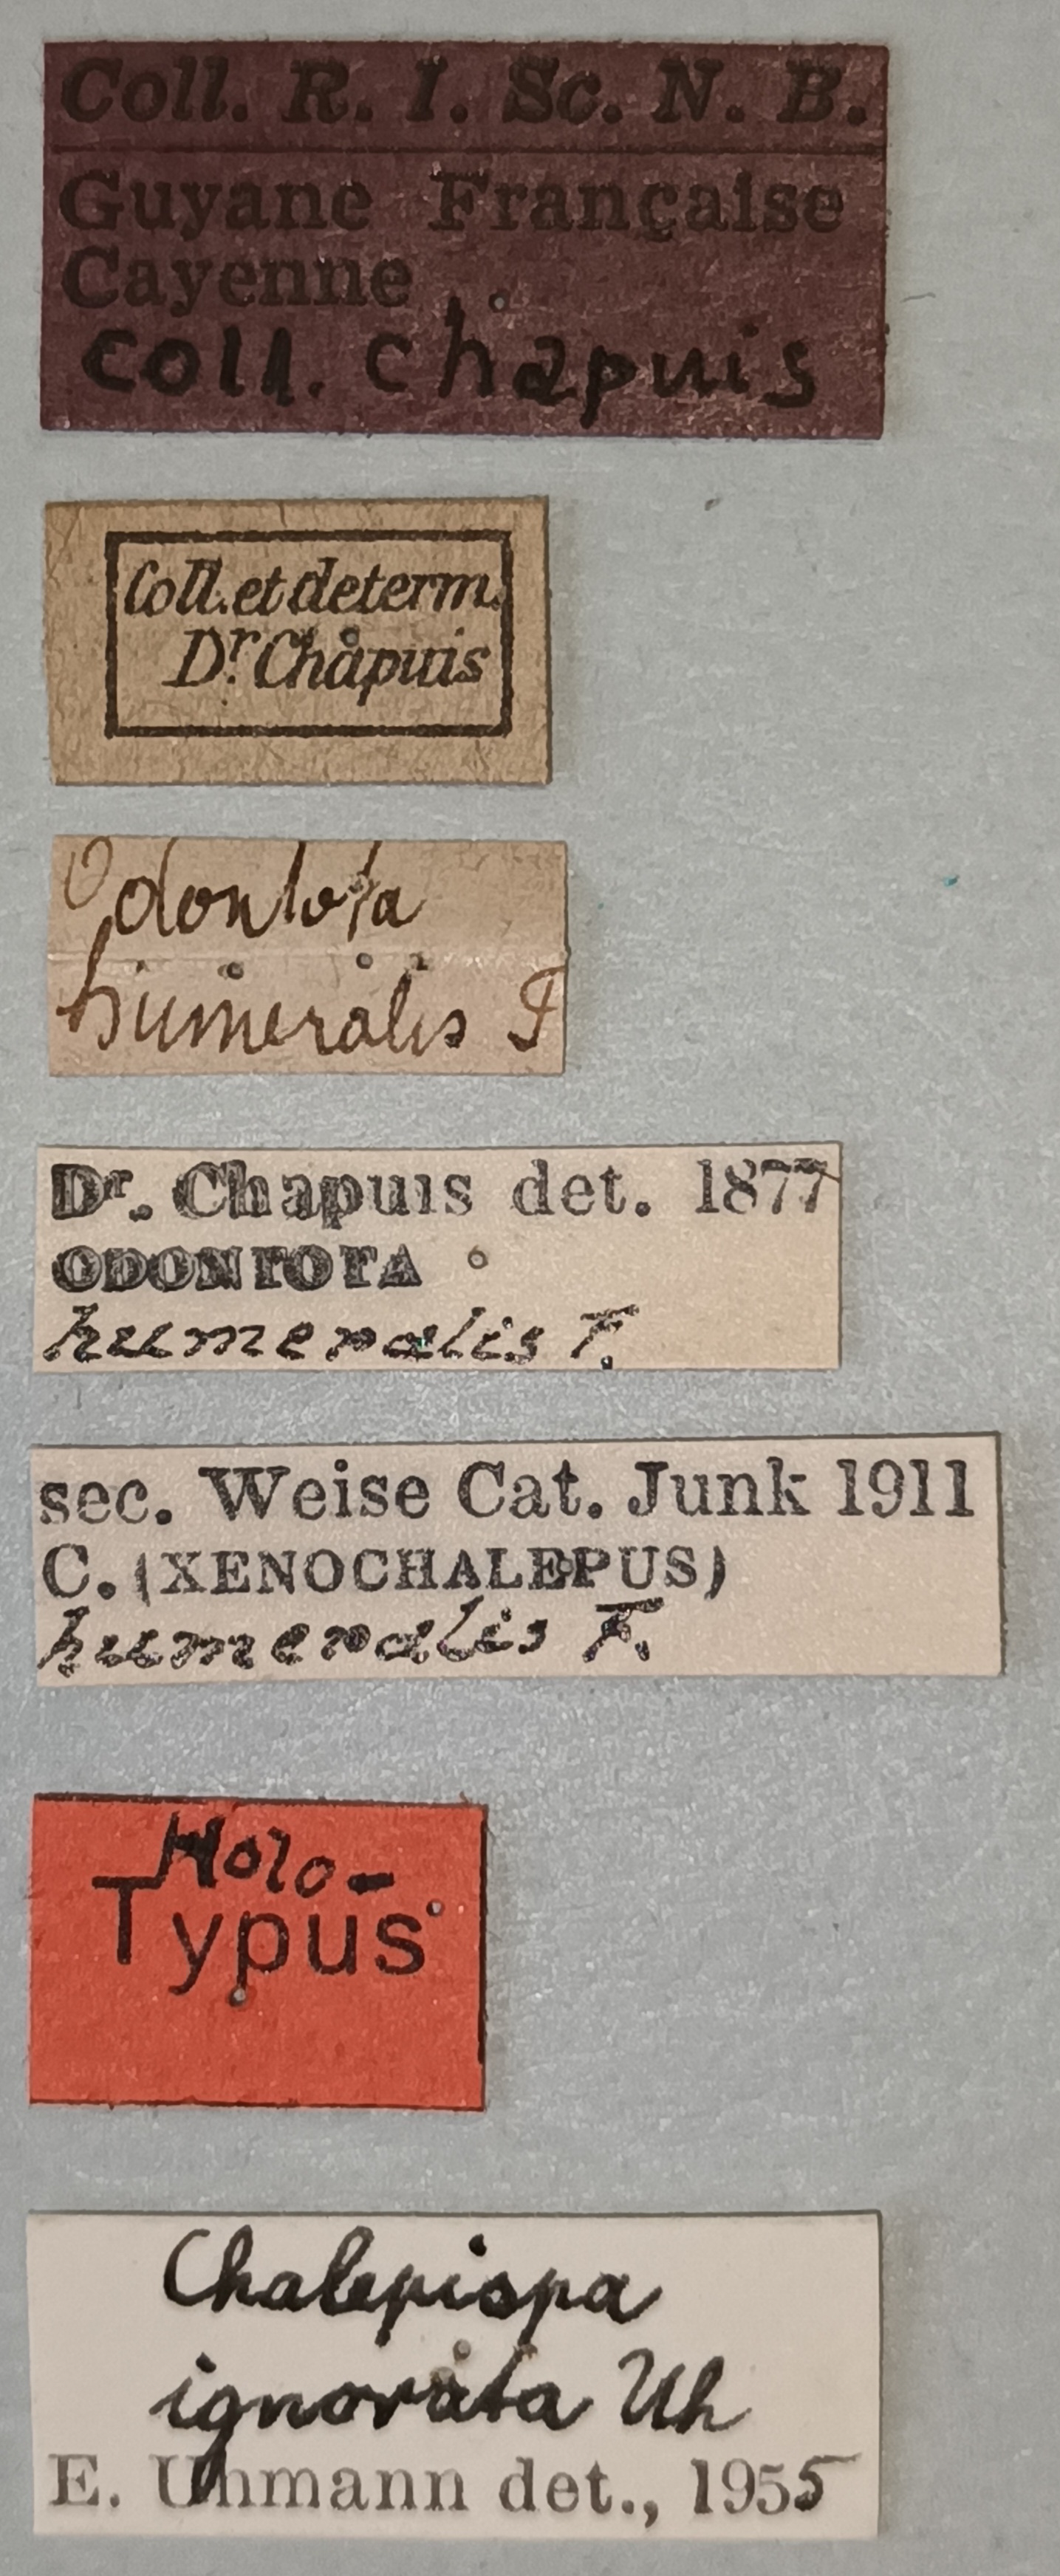 Coll. R. I. Sc. N. B.
Guyane Française
Cayenne
coll. Chapuis
Coll. et determ.
Dr. Chapuis
Odontota
humeralis F
Dr. Chapuis det. 1877
ODONTOTA
humeralis F.
sec. Weise Cat. Junk 1911
C. (XENOCHALEPUS)
humeralis F.
Holo-
Typus
Chalepispa
ignorata Uh
E. Uhmann det., 1955